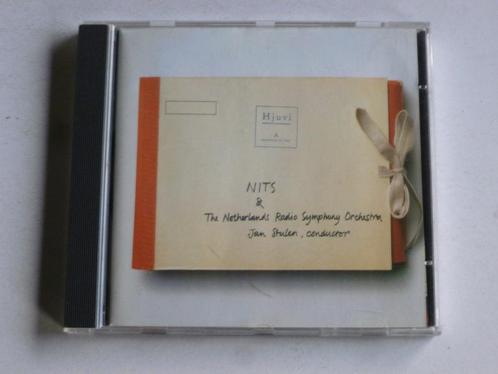 Hjuvi
A
NITS
&
The Netherlands Radio Symphony Orchestra
Jan Stulen, conductor